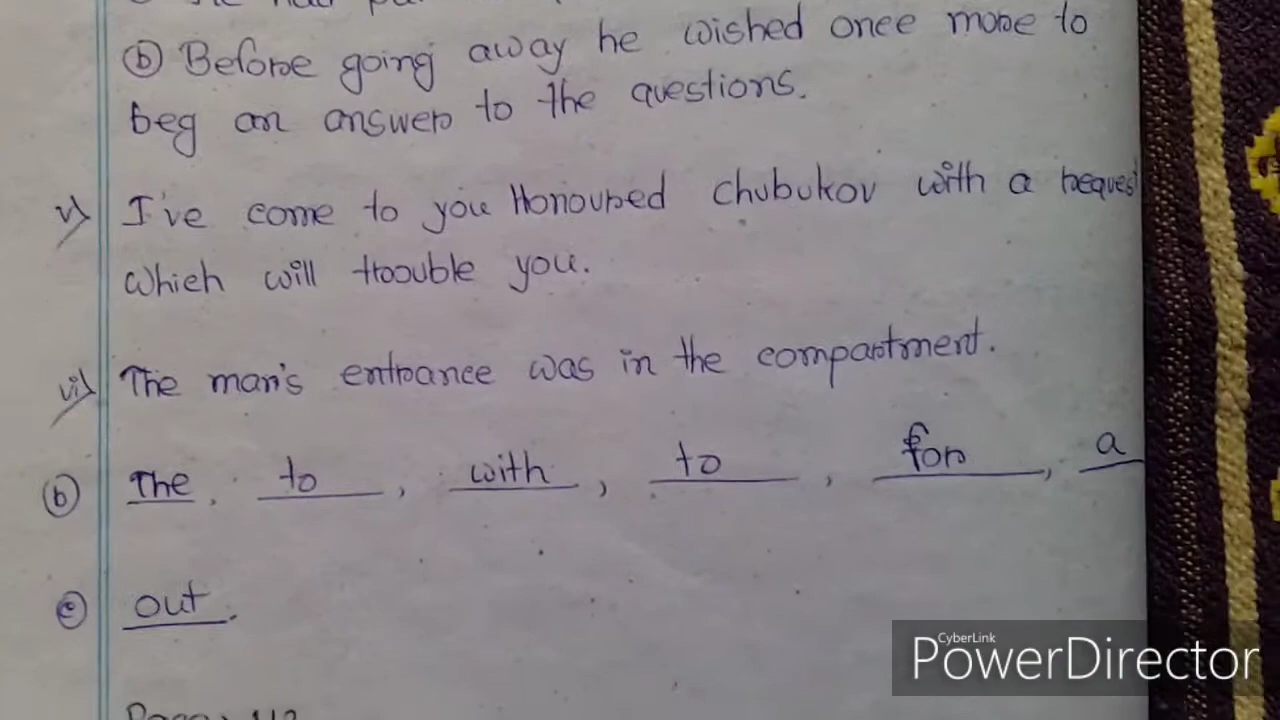 ⓑ Before going away he wished once more to
beg an answer to the questions.
v) I've come to you Honoured Chubukov with a reques
which will trouble you.
vi) The man's entrance was in the compartment.
ⓑ The, to, with, to, for, a
ⓒ out.
CyberLink
PowerDirector